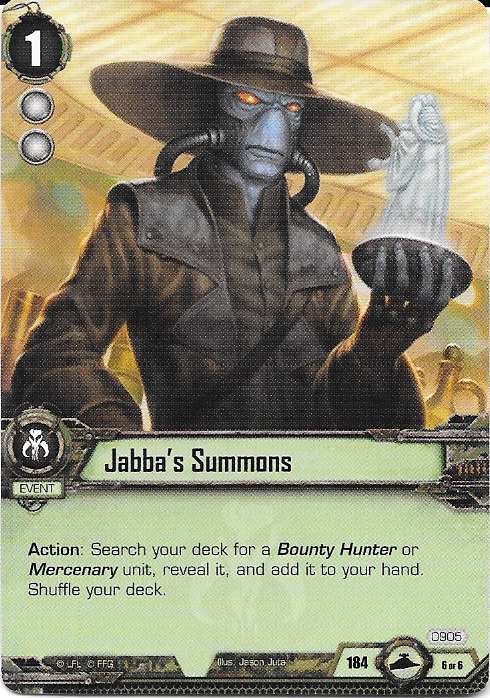 1
Jabba's Summons
EVENT
Action: Search your deck for a Bounty Hunter or
Mercenary unit, reveal it, and add it to your hand.
Shuffle your deck.
0905
© LFL © FFG
Illus. Jason Juta
184
6 of 6